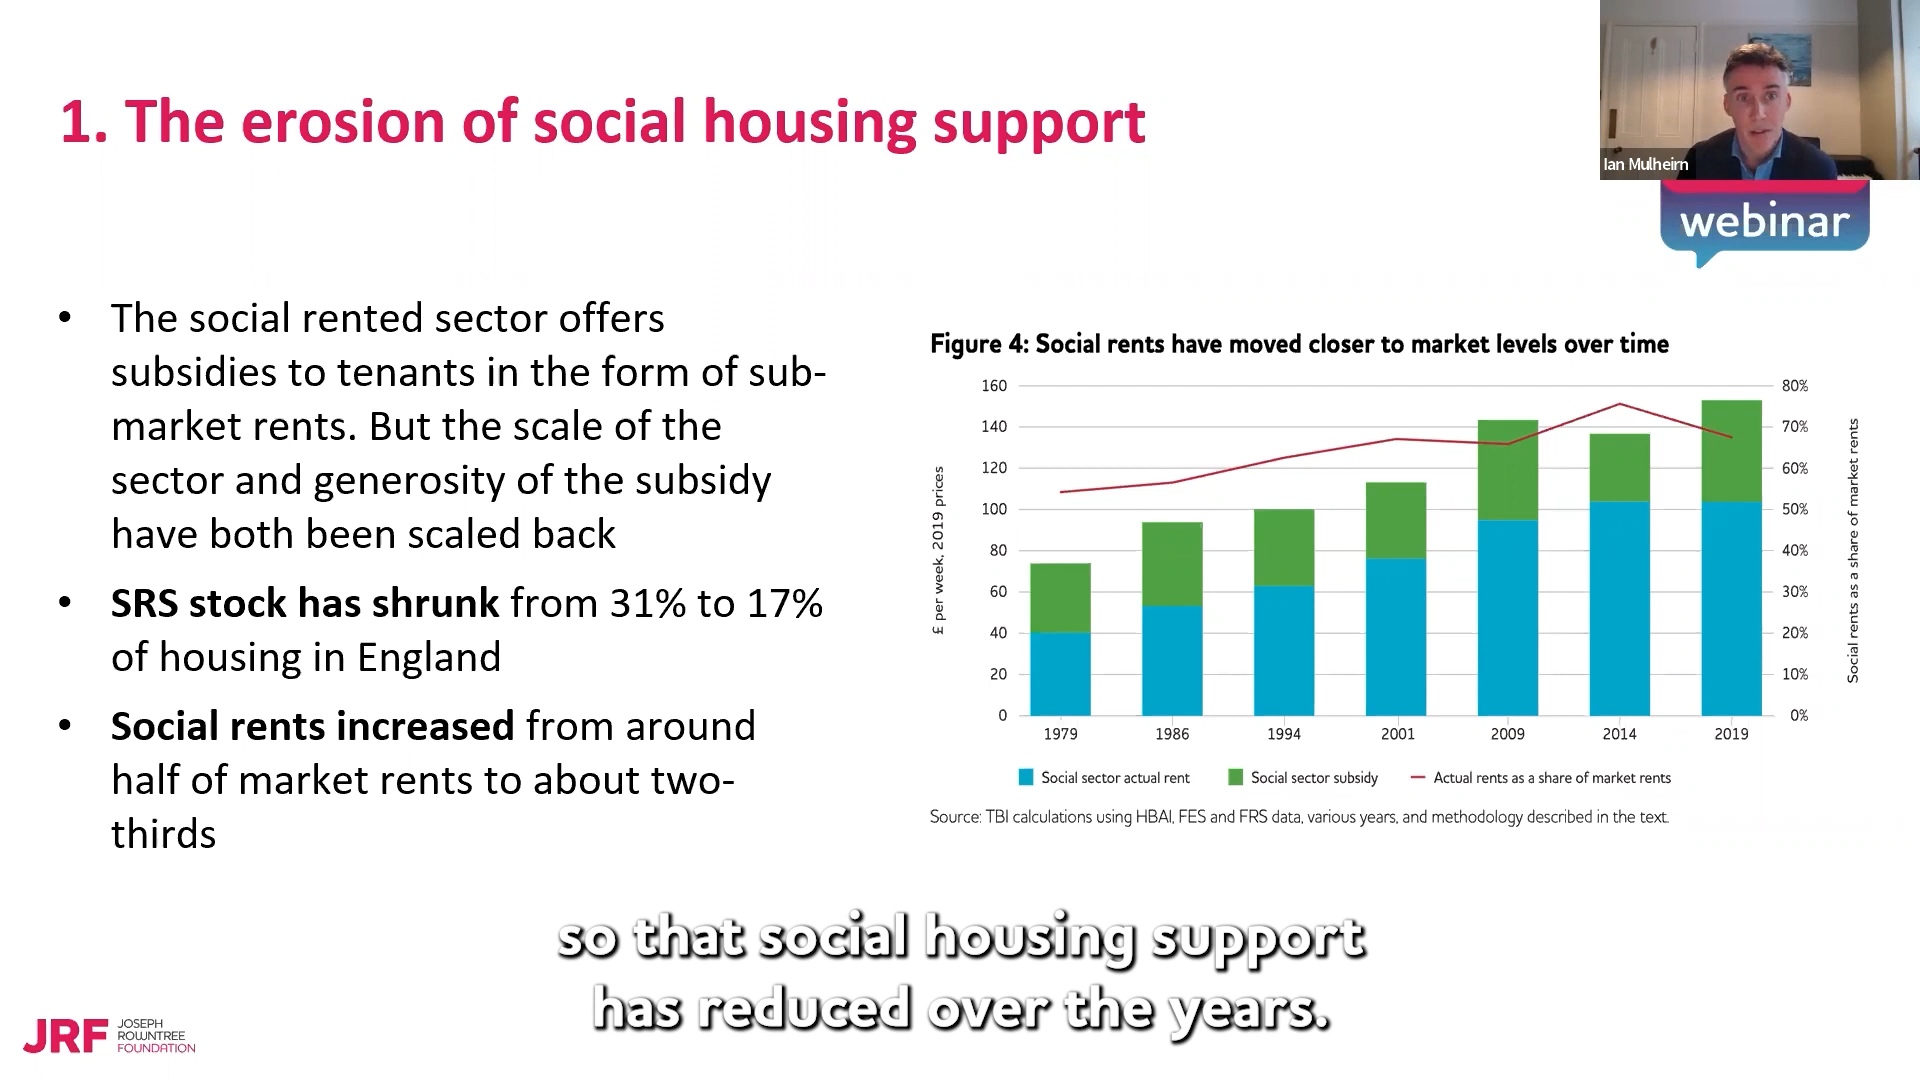 1. The erosion of social housing support
Ian Mulheirn
webinar
• The social rented sector offers
subsidies to tenants in the form of sub-
market rents. But the scale of the
sector and generosity of the subsidy
have both been scaled back
• SRS stock has shrunk from 31% to 17%
of housing in England
• Social rents increased from around
half of market rents to about two-
thirds
Figure 4: Social rents have moved closer to market levels over time
160 80%
140 70%
120 60%
100 50%
80 40%
60 30%
40 20%
20 10%
0 0%
£ per week, 2019 prices
Social rents as a share of market rents
1979 1986 1994 2001 2009 2014 2019
Social sector actual rent Social sector subsidy Actual rents as a share of market rents
Source: TBI calculations using HBAI, FES and FRS data, various years, and methodology described in the text.
so that social housing support
has reduced over the years.
JRF
JOSEPH
ROWNTREE
FOUNDATION